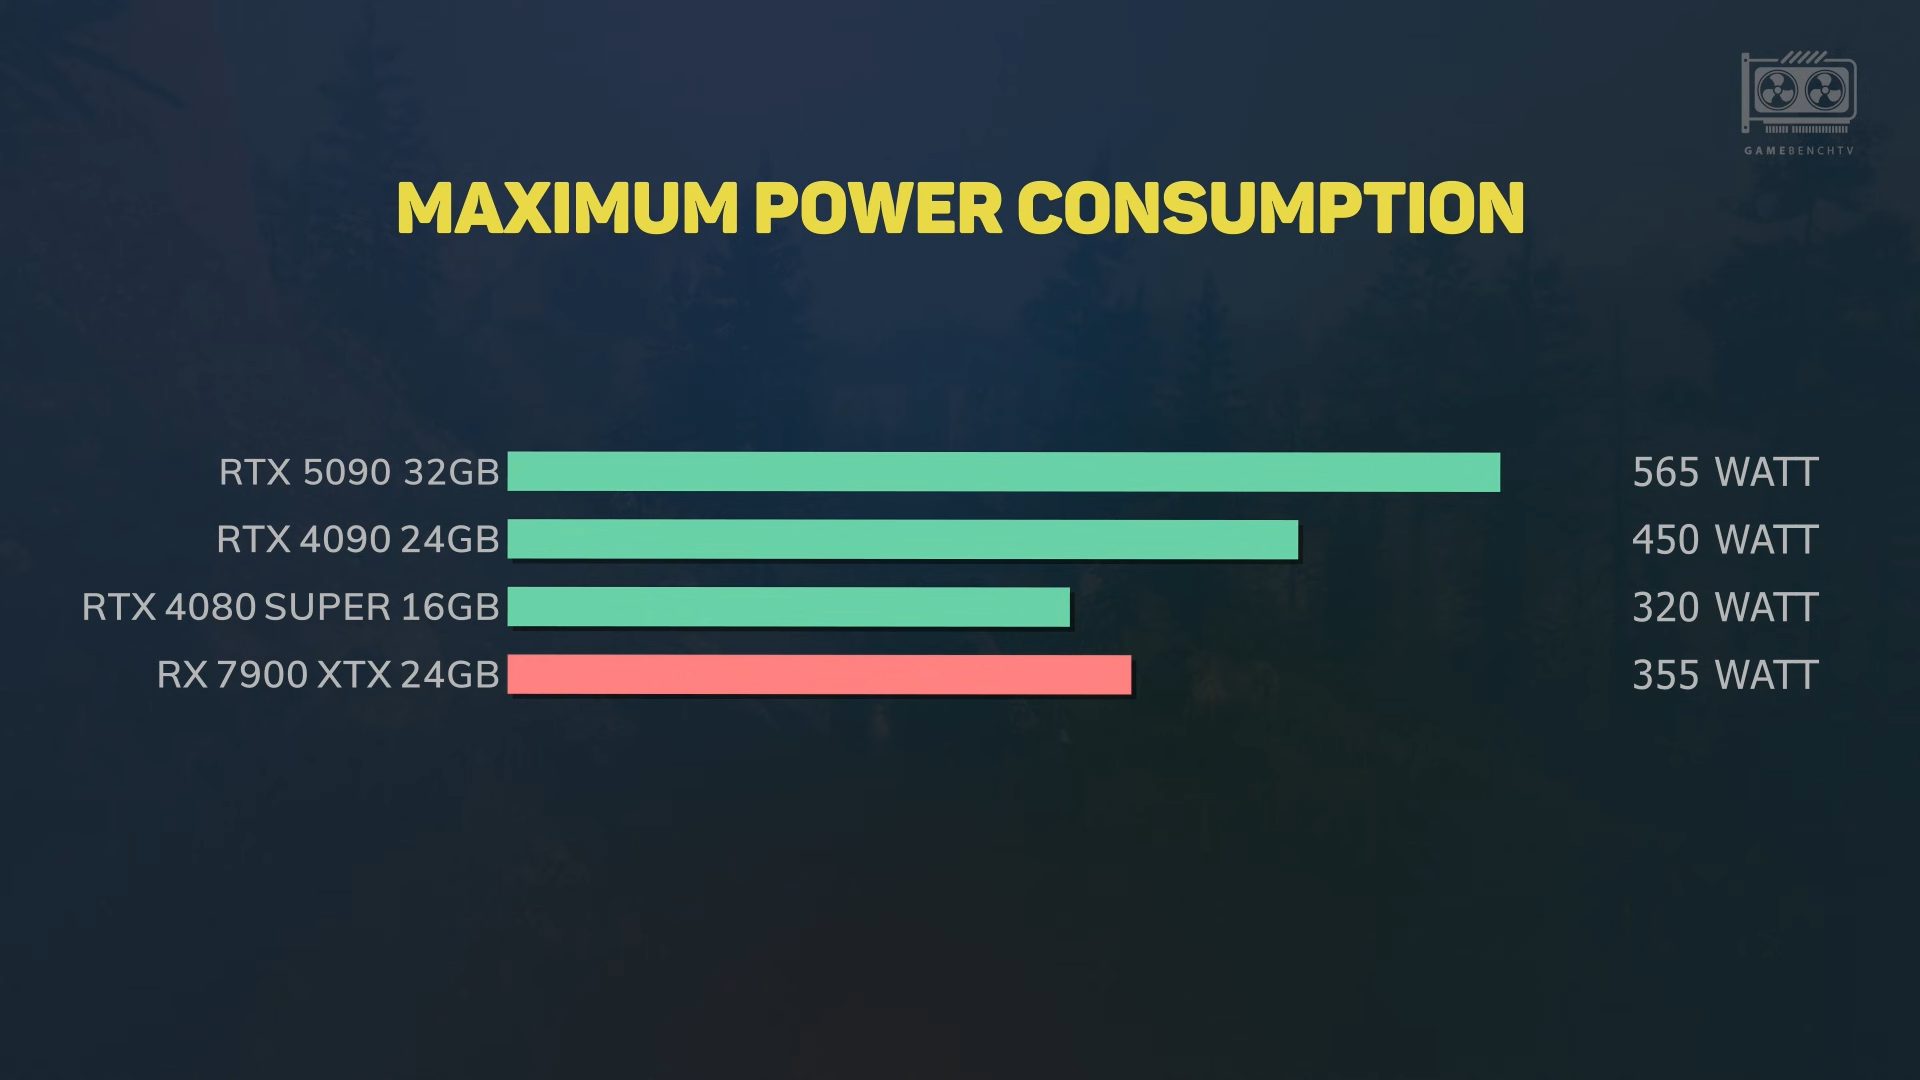 GAMEBENCHTV
MAXIMUM POWER CONSUMPTION
RTX 5090 32GB 565 WATT
RTX 4090 24GB 450 WATT
RTX 4080 SUPER 16GB 320 WATT
RX 7900 XTX 24GB 355 WATT